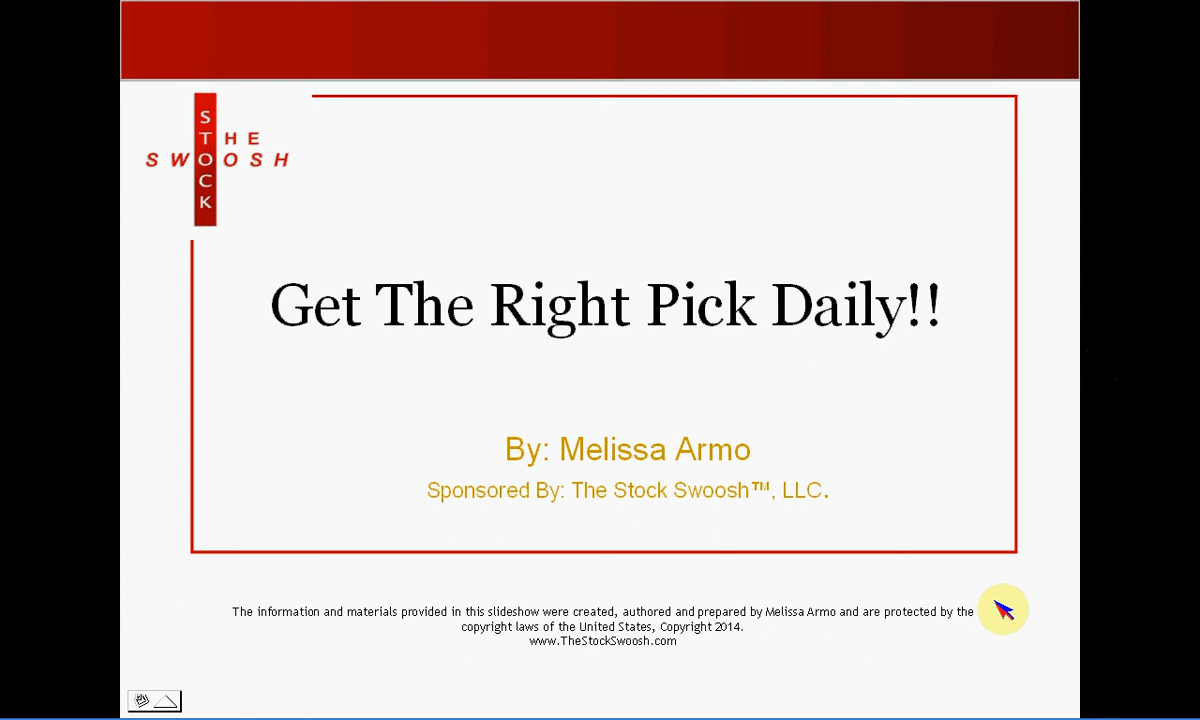 THE
STOCK
SWOOSH
Get The Right Pick Daily!!
By: Melissa Armo
Sponsored By: The Stock Swoosh™, LLC.
The information and materials provided in this slideshow were created, authored and prepared by Melissa Armo and are protected by the
copyright laws of the United States, Copyright 2014.
www.TheStockSwoosh.com